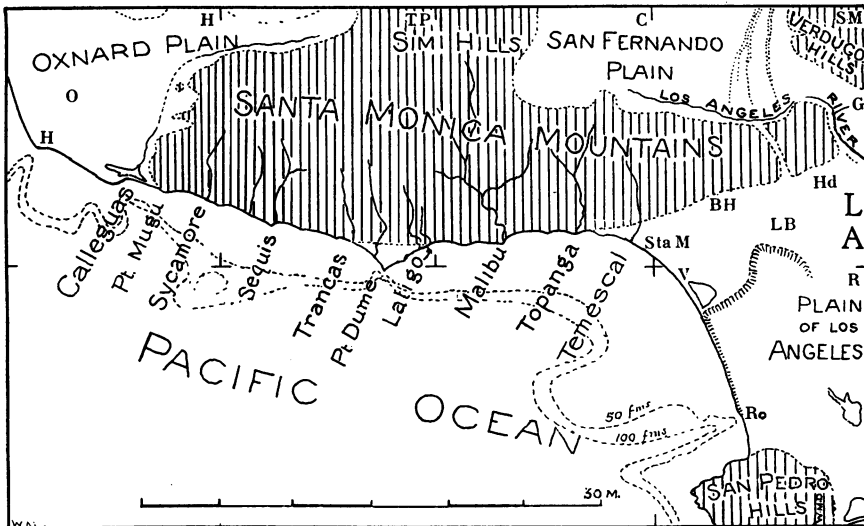 H
TP
C
SM
OXNARD PLAIN
SIMI HILLS
SAN FERNANDO
PLAIN
VERDUGO
HILLS
O
LOS ANGELES
RIVER
G
H
SANTA MONICA MOUNTAINS
Hd
BH
LB
L
A
Calleguas
Pt. Mugu
Sycamore
Sequis
Trancas
Pt Dume
Latigo
Malibu
Topanga
Temescal
Sta M
V
R
PLAIN
OF LOS
ANGELES
PACIFIC OCEAN
50 fms
100 fms
Ro
30 M.
SAN PEDRO
HILLS